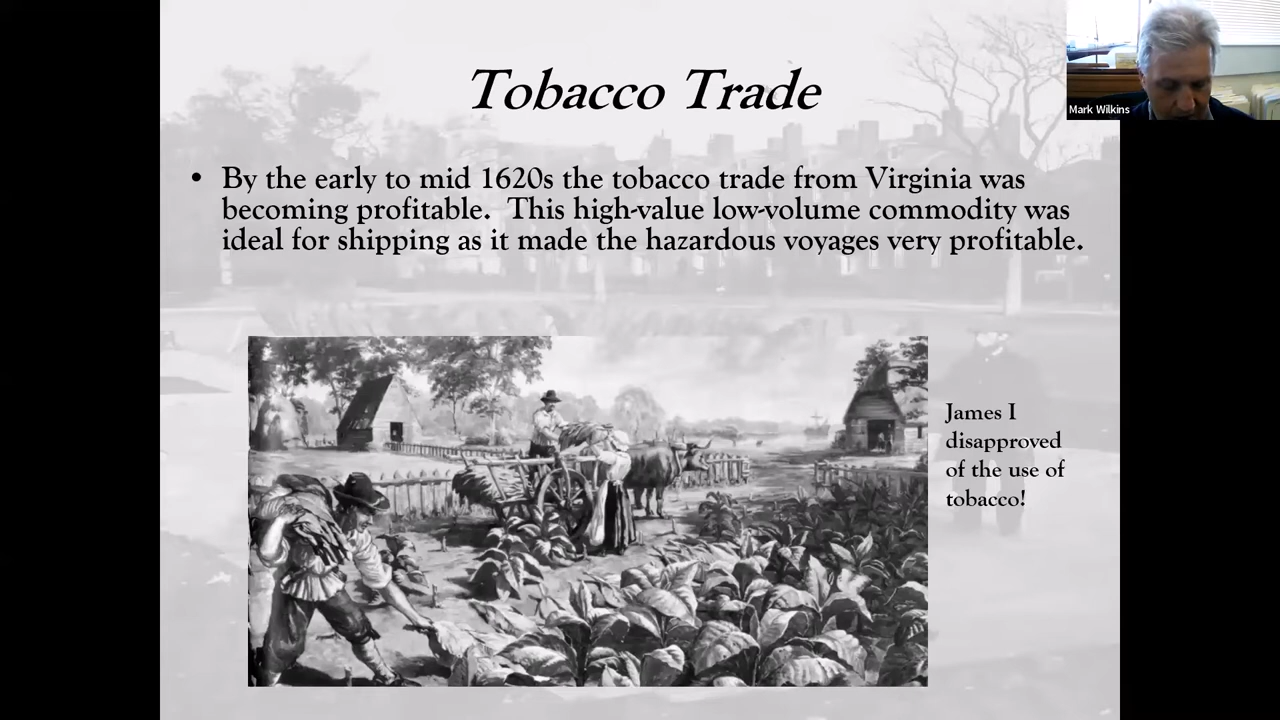 Tobacco Trade
Mark Wilkins
• By the early to mid 1620s the tobacco trade from Virginia was
becoming profitable.  This high-value low-volume commodity was
ideal for shipping as it made the hazardous voyages very profitable.
James I
disapproved
of the use of
tobacco!